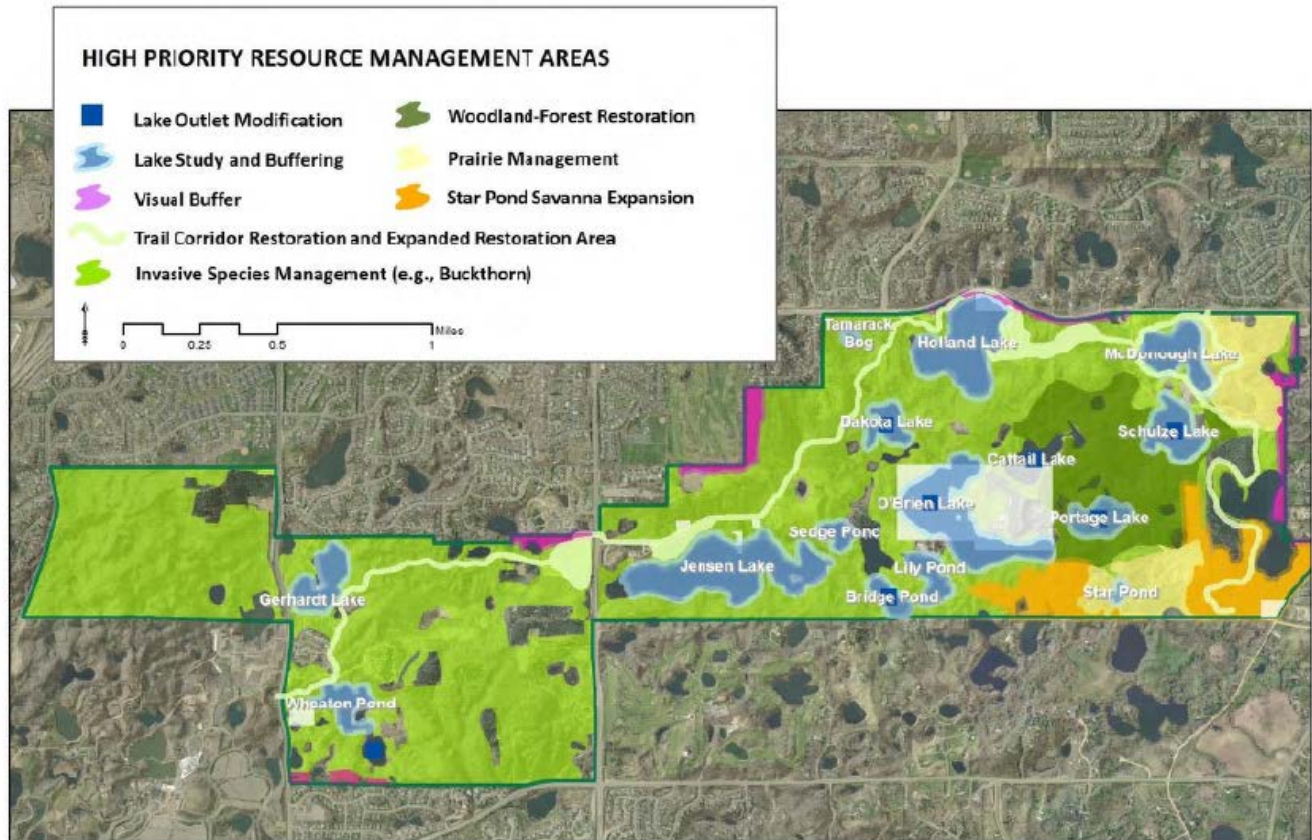 HIGH PRIORITY RESOURCE MANAGEMENT AREAS
Lake Outlet Modification
Woodland-Forest Restoration
Lake Study and Buffering
Prairie Management
Visual Buffer
Star Pond Savanna Expansion
Trail Corridor Restoration and Expanded Restoration Area
Invasive Species Management (e.g., Buckthorn)
Miles
0 0.25 0.5 1
Tamarack
Bog
Holland Lake
McDonough Lake
Dakota Lake
Schulze Lake
Cattail Lake
O'Brien Lake
Portage Lake
Sedge Pond
Jensen Lake
Lily Pond
Gerhardt Lake
Bridge Pond
Star Pond
Wheaton Pond